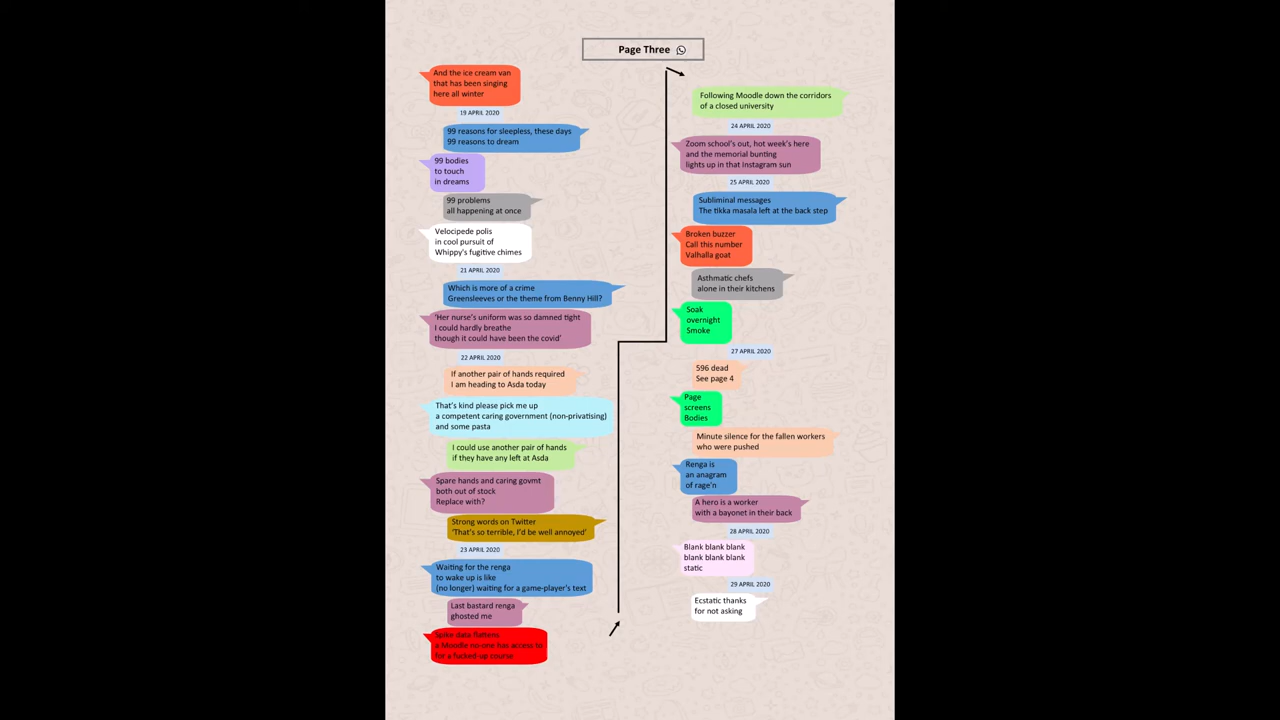 Page Three
And the ice cream van
that has been singing
here all winter
19 APRIL 2020
99 reasons for sleepless, these days
99 reasons to dream
99 bodies
to touch
in dreams
99 problems
all happening at once
Velocipede polis
in cool pursuit of
Whippy's fugitive chimes
21 APRIL 2020
Which is more of a crime
Greensleeves or the theme from Benny Hill?
'Her nurse's uniform was so damned tight
I could hardly breathe
though it could have been the covid'
22 APRIL 2020
If another pair of hands required
I am heading to Asda today
That's kind please pick me up
a competent caring government (non-privatising)
and some pasta
I could use another pair of hands
if they have any left at Asda
Spare hands and caring govmt
both out of stock
Replace with?
Strong words on Twitter
'That's so terrible, I'd be well annoyed'
23 APRIL 2020
Waiting for the renga
to wake up is like
(no longer) waiting for a game-player's text
Last bastard renga
ghosted me
Spike data flattens
a Moodle no-one has access to
for a fucked-up course
Following Moodle down the corridors
of a closed university
24 APRIL 2020
Zoom school's out, hot week's here
and the memorial bunting
lights up in that Instagram sun
25 APRIL 2020
Subliminal messages
The tikka masala left at the back step
Broken buzzer
Call this number
Valhalla goat
Asthmatic chefs
alone in their kitchens
Soak
overnight
Smoke
27 APRIL 2020
596 dead
See page 4
Page
screens
Bodies
Minute silence for the fallen workers
who were pushed
Renga is
an anagram
of rage'n
A hero is a worker
with a bayonet in their back
28 APRIL 2020
Blank blank blank
blank blank blank
static
29 APRIL 2020
Ecstatic thanks
for not asking